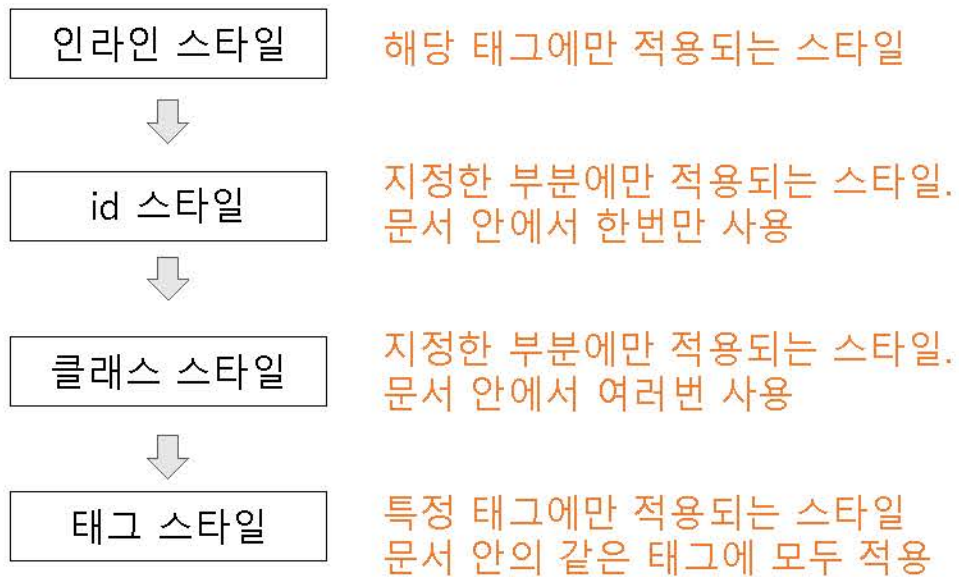 인라인 스타일
해당 태그에만 적용되는 스타일
id 스타일
지정한 부분에만 적용되는 스타일.
문서 안에서 한번만 사용
클래스 스타일
지정한 부분에만 적용되는 스타일.
문서 안에서 여러번 사용
태그 스타일
특정 태그에만 적용되는 스타일
문서 안의 같은 태그에 모두 적용